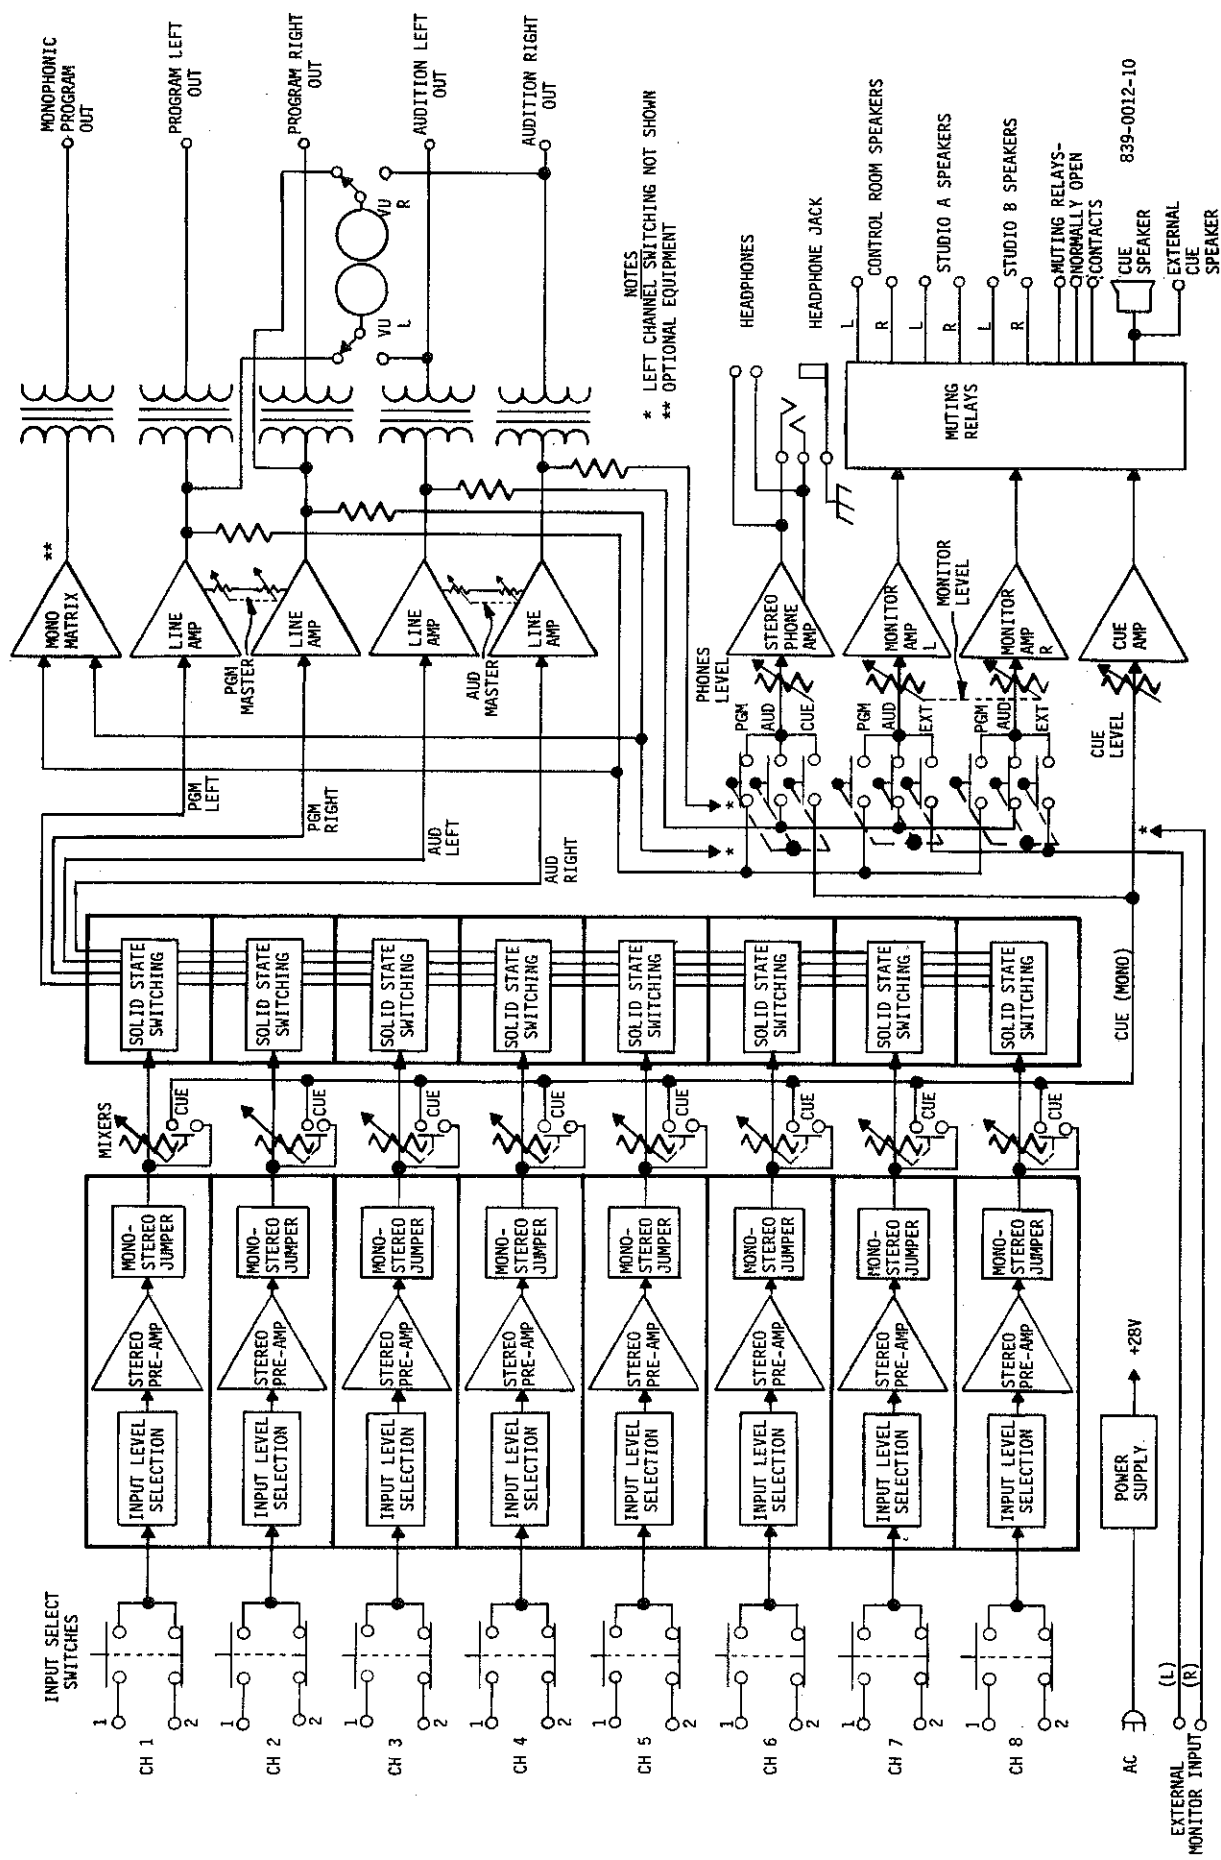 INPUT SELECT
SWITCHES
CH 1
1
2
CH 2
1
2
CH 3
1
2
CH 4
1
2
CH 5
1
2
CH 6
1
2
CH 7
1
2
CH 8
1
2
AC
EXTERNAL
MONITOR INPUT
(L)
(R)
INPUT LEVEL
SELECTION
STEREO
PRE-AMP
MONO-
STEREO
JUMPER
INPUT LEVEL
SELECTION
STEREO
PRE-AMP
MONO-
STEREO
JUMPER
INPUT LEVEL
SELECTION
STEREO
PRE-AMP
MONO-
STEREO
JUMPER
INPUT LEVEL
SELECTION
STEREO
PRE-AMP
MONO-
STEREO
JUMPER
INPUT LEVEL
SELECTION
STEREO
PRE-AMP
MONO-
STEREO
JUMPER
INPUT LEVEL
SELECTION
STEREO
PRE-AMP
MONO-
STEREO
JUMPER
INPUT LEVEL
SELECTION
STEREO
PRE-AMP
MONO-
STEREO
JUMPER
INPUT LEVEL
SELECTION
STEREO
PRE-AMP
MONO-
STEREO
JUMPER
POWER
SUPPLY
+28V
MIXERS
CUE
CUE
CUE
CUE
CUE
CUE
CUE
CUE
SOLID STATE
SWITCHING
SOLID STATE
SWITCHING
SOLID STATE
SWITCHING
SOLID STATE
SWITCHING
SOLID STATE
SWITCHING
SOLID STATE
SWITCHING
SOLID STATE
SWITCHING
SOLID STATE
SWITCHING
CUE (MONO)
PGM
LEFT
PGM
RIGHT
AUD
LEFT
AUD
RIGHT
*
*
*
MONO
MATRIX
**
LINE
AMP
PGM
MASTER
LINE
AMP
LINE
AMP
AUD
MASTER
LINE
AMP
PHONES
LEVEL
PGM
AUD
CUE
STEREO
PHONE
AMP
PGM
AUD
EXT
MONITOR
AMP
L
MONITOR
LEVEL
PGM
AUD
EXT
MONITOR
AMP
R
CUE
LEVEL
CUE
AMP
MONOPHONIC
PROGRAM
OUT
PROGRAM LEFT
OUT
PROGRAM RIGHT
OUT
VU
R
VU
L
AUDITION LEFT
OUT
AUDITION RIGHT
OUT
NOTES
* LEFT CHANNEL SWITCHING NOT SHOWN
** OPTIONAL EQUIPMENT
HEADPHONES
HEADPHONE JACK
MUTING
RELAYS
L
R
CONTROL ROOM SPEAKERS
L
R
STUDIO A SPEAKERS
L
R
STUDIO B SPEAKERS
MUTING RELAYS-
NORMALLY OPEN
CONTACTS
CUE
SPEAKER
EXTERNAL
CUE
SPEAKER
839-0012-10